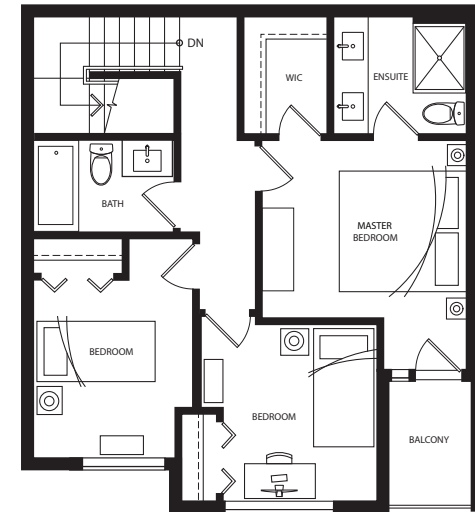 DN
WIC
ENSUITE
BATH
MASTER
BEDROOM
BEDROOM
BEDROOM
BALCONY